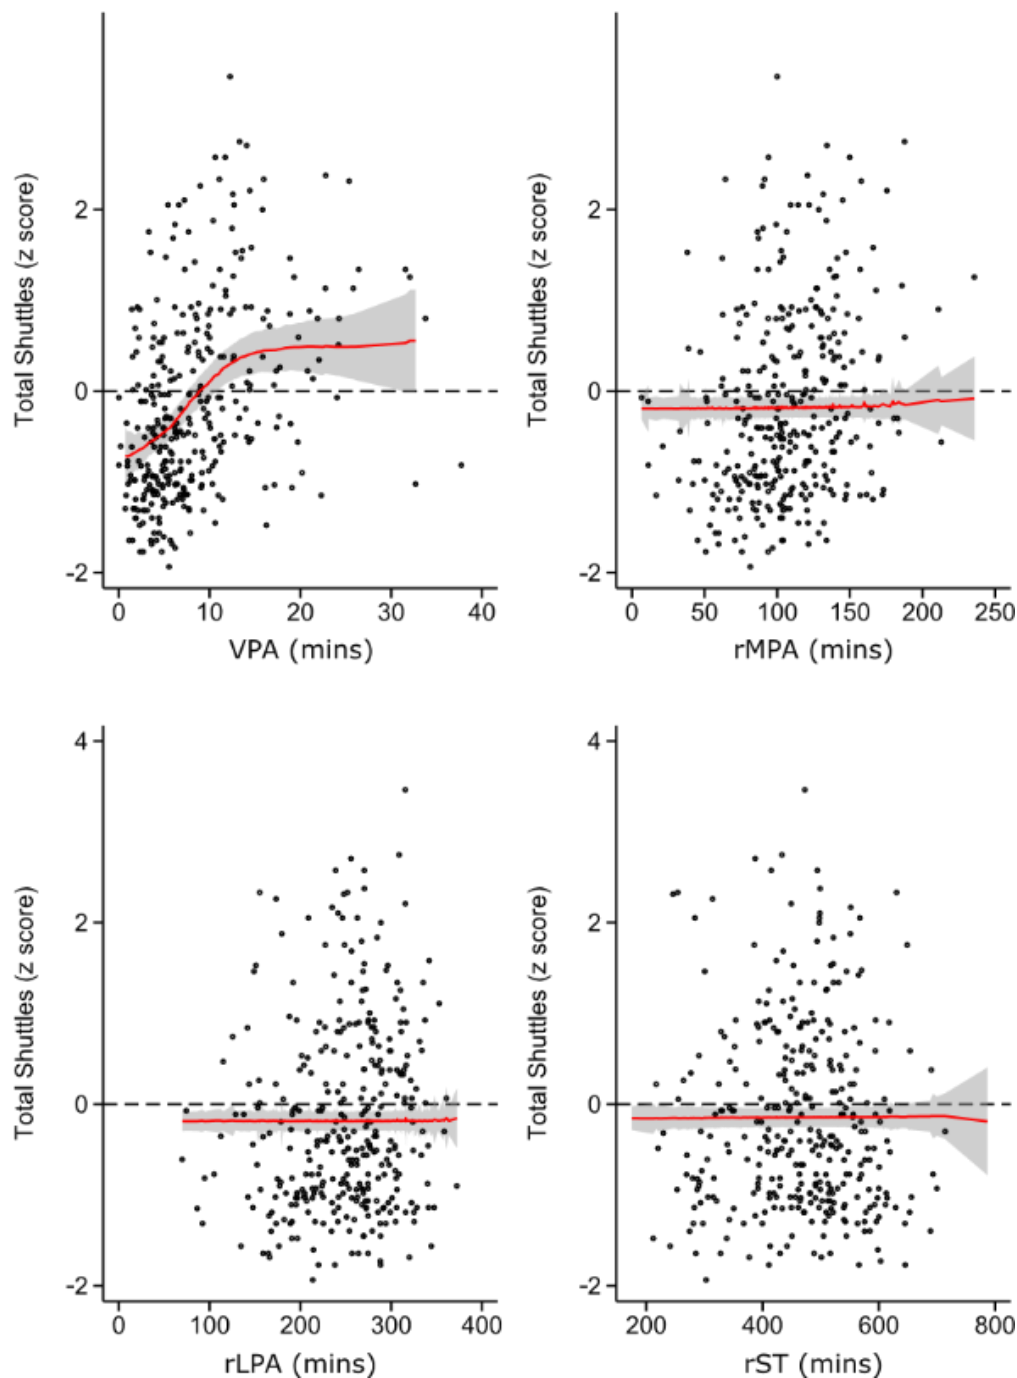 Total Shuttles (z score)
2
0
-2
0 10 20 30 40
VPA (mins)
Total Shuttles (z score)
2
0
-2
0 50 100 150 200 250
rMPA (mins)
Total Shuttles (z score)
4
2
0
-2
0 100 200 300 400
rLPA (mins)
Total Shuttles (z score)
4
2
0
-2
200 400 600 800
rST (mins)